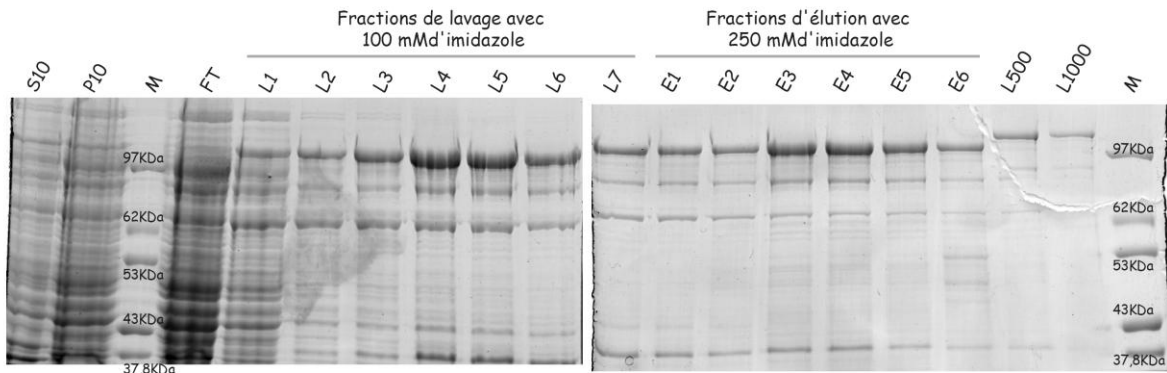 Fractions de lavage avec
100 mMd'imidazole
Fractions d'élution avec
250 mMd'imidazole
S10 P10 M FT L1 L2 L3 L4 L5 L6 L7 E1 E2 E3 E4 E5 E6 L500 L1000 M
97KDa
62KDa
53KDa
43KDa
37,8KDa
97KDa
62KDa
53KDa
43KDa
37,8KDa